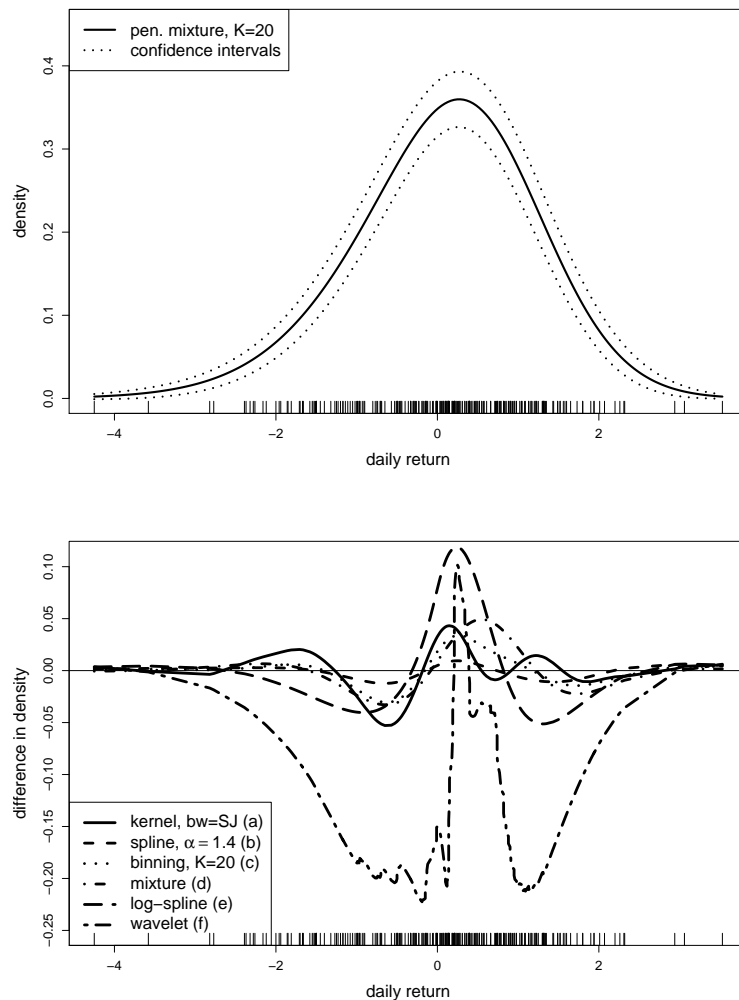 pen. mixture, K=20
confidence intervals
density
0.0
0.1
0.2
0.3
0.4
−4
−2
0
2
daily return
difference in density
0.10
0.05
0.00
−0.05
−0.10
−0.15
−0.20
−0.25
kernel, bw=SJ (a)
spline, α = 1.4 (b)
binning, K=20 (c)
mixture (d)
log−spline (e)
wavelet (f)
−4
−2
0
2
daily return